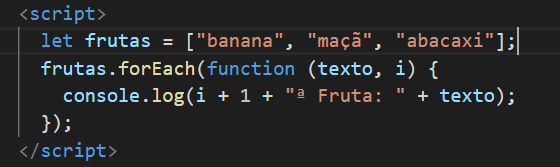 <script>
let frutas = ["banana", "maçã", "abacaxi"];
frutas.forEach(function (texto, i) {
console.log(i + 1 + "ª Fruta: " + texto);
});
</script>